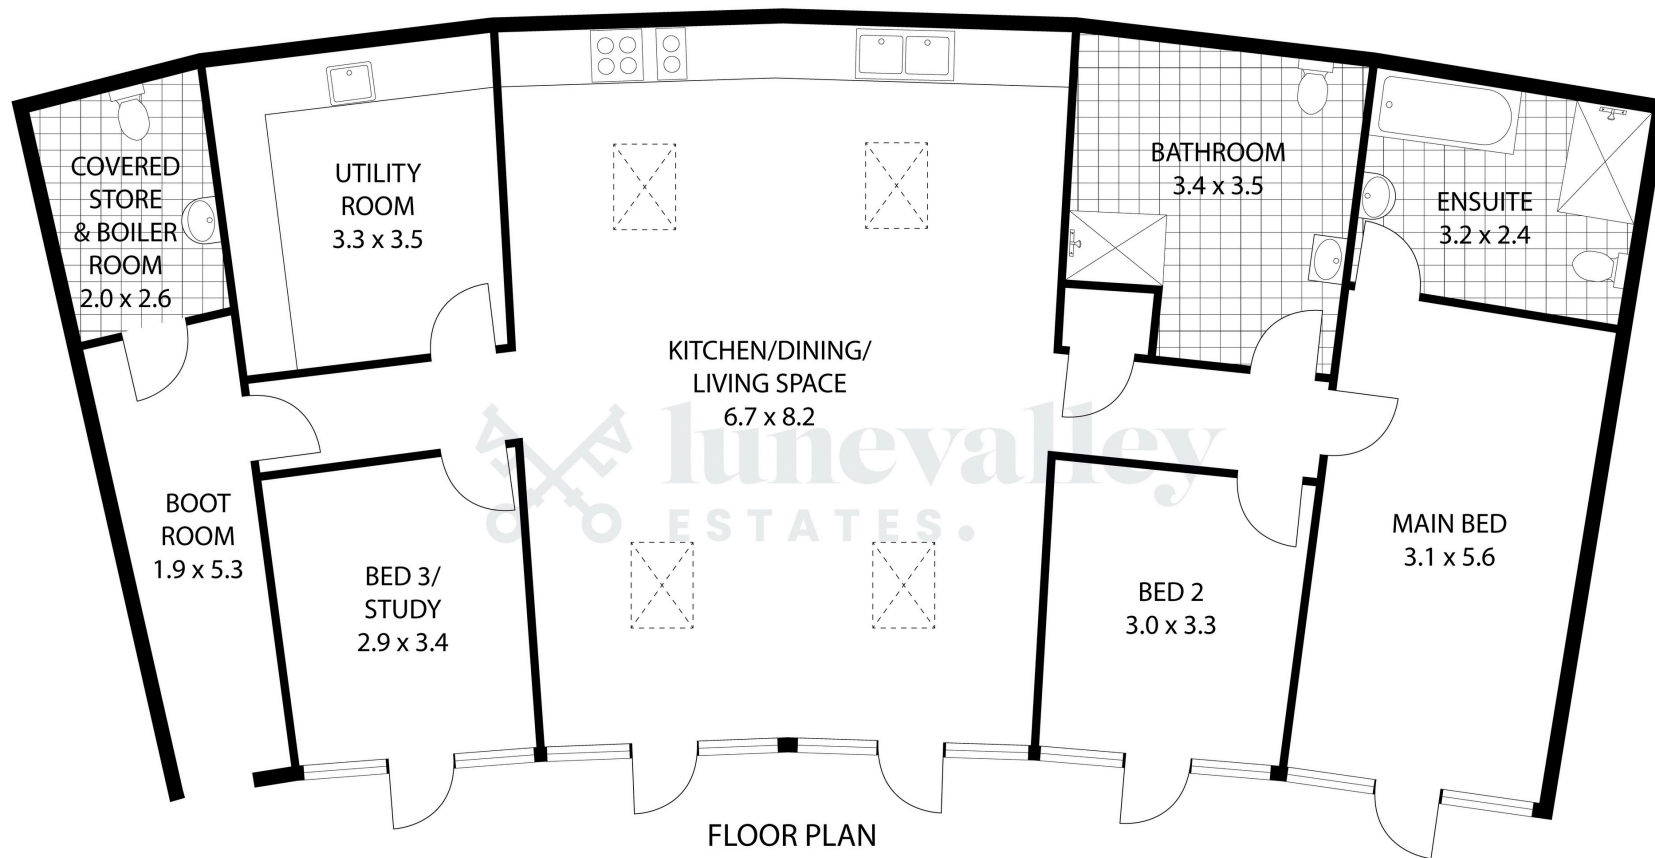 COVERED
STORE
& BOILER
ROOM
2.0 x 2.6
UTILITY
ROOM
3.3 x 3.5
BATHROOM
3.4 x 3.5
ENSUITE
3.2 x 2.4
KITCHEN/DINING/
LIVING SPACE
6.7 x 8.2
lunevalley
ESTATES.
BOOT
ROOM
1.9 x 5.3
BED 3/
STUDY
2.9 x 3.4
BED 2
3.0 x 3.3
MAIN BED
3.1 x 5.6
FLOOR PLAN